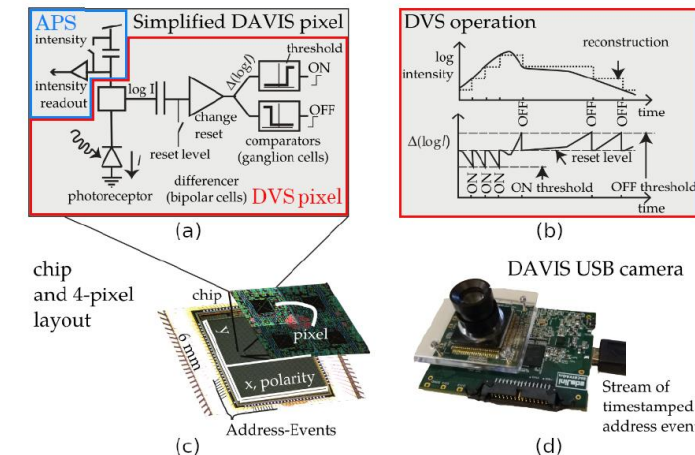 APS
Simplified DAVIS pixel
intensity
intensity
readout
log I
Δ(log I)
threshold
ON
OFF
change
reset
reset level
comparators
(ganglion cells)
I
photoreceptor
differencer
(bipolar cells)
DVS pixel
(a)
DVS operation
log
intensity
reconstruction
OFF
OFF
OFF
time
Δ(log I)
reset level
ON
ON
ON
ON threshold
OFF threshold
time
(b)
chip
and 4-pixel
layout
chip
pixel
y
6 mm
x, polarity
Address-Events
(c)
DAVIS USB camera
Stream of
timestamped
address even
(d)